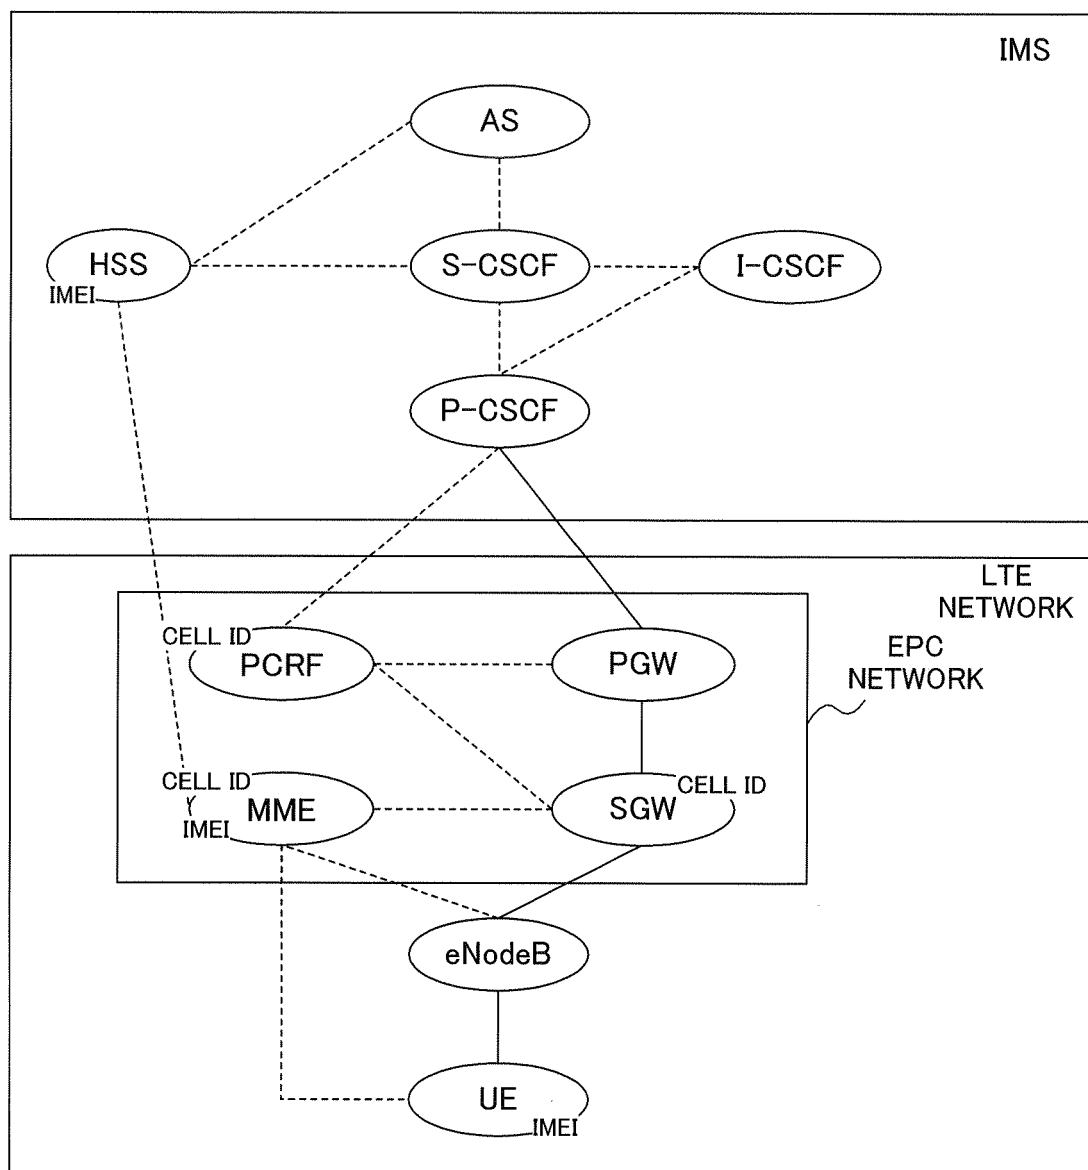 IMS
AS
HSS
IMEI
S-CSCF
I-CSCF
P-CSCF
LTE
NETWORK
EPC
NETWORK
CELL ID
PCRF
PGW
CELL ID
MME
IMEI
SGW
CELL ID
eNodeB
UE
IMEI